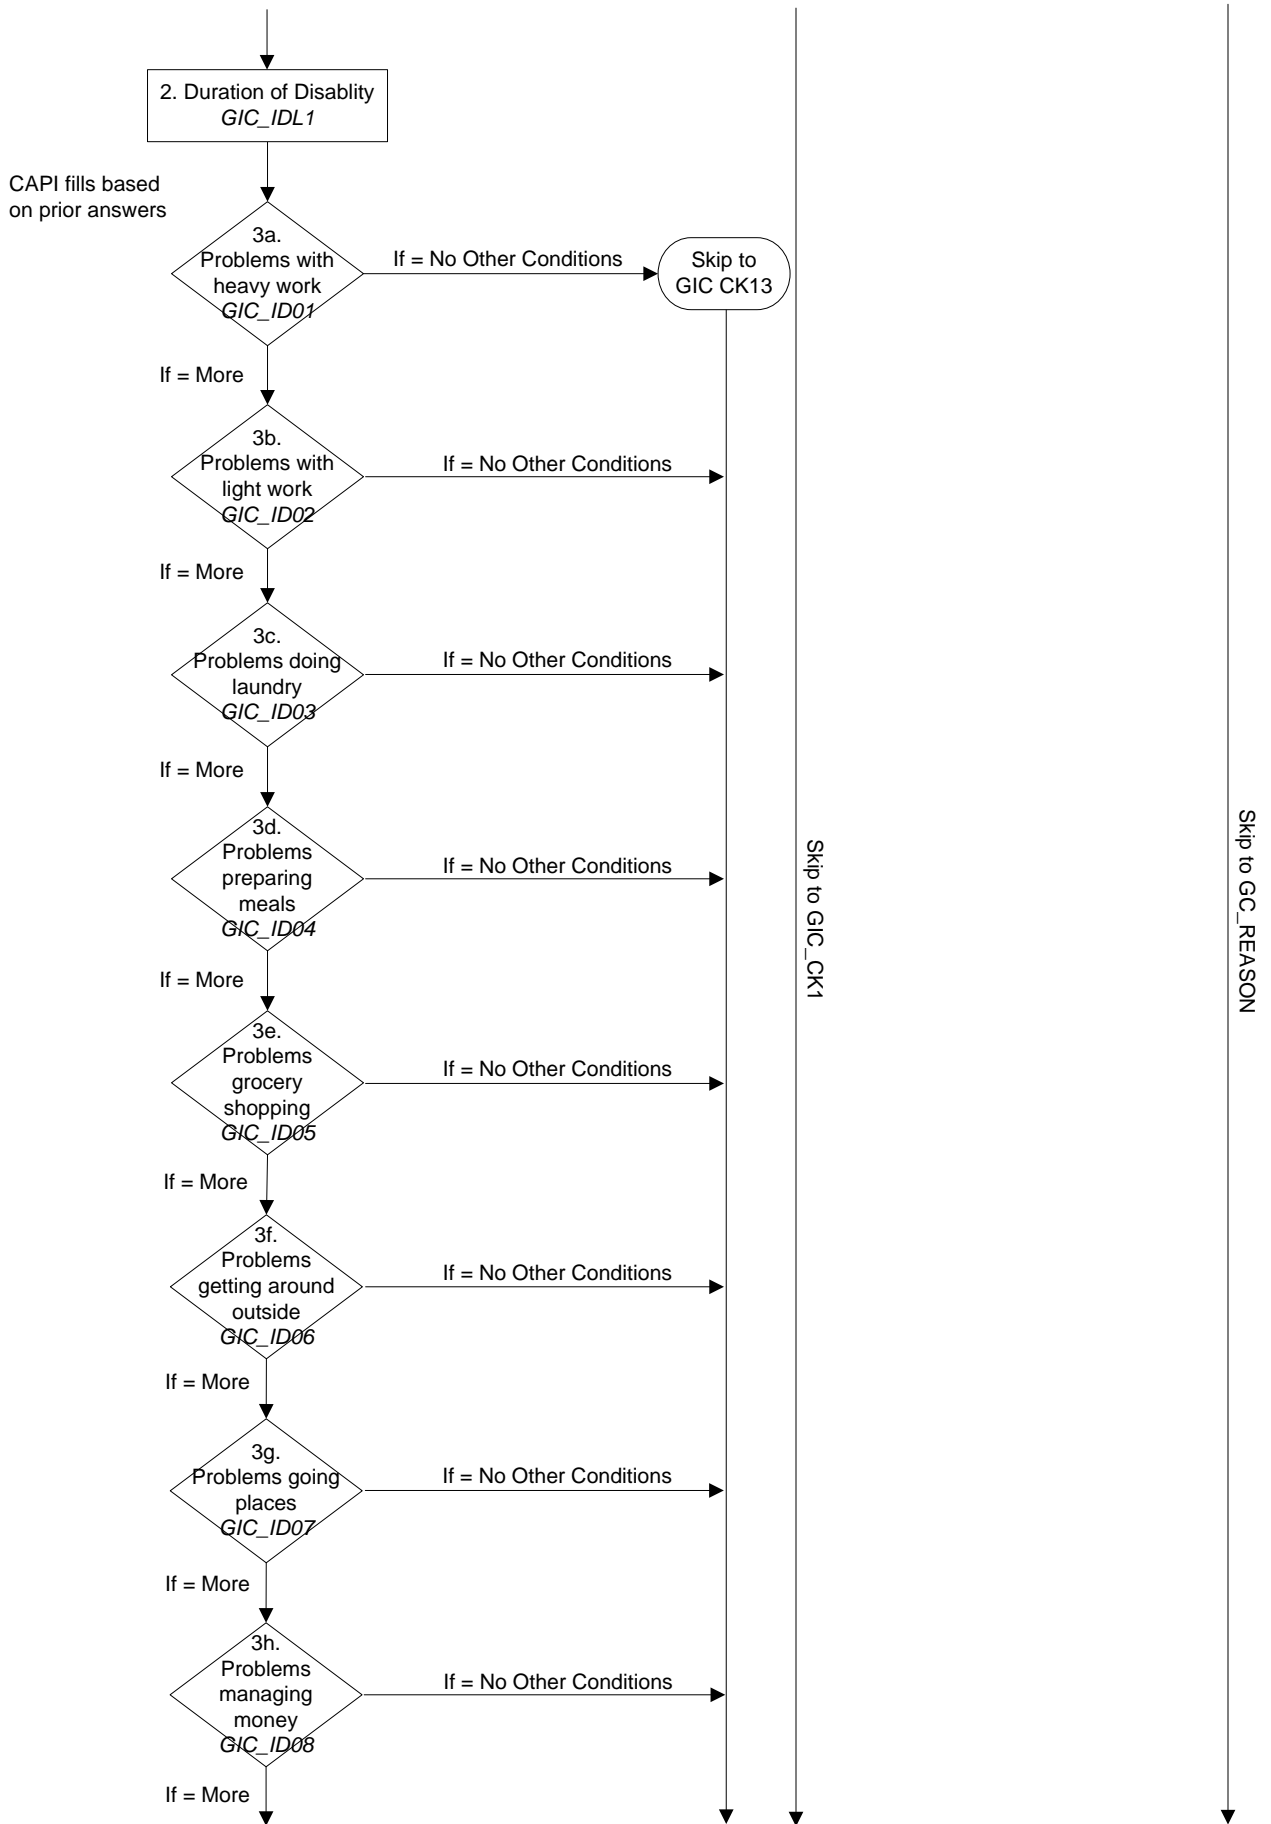 2. Duration of Disablity
GIC_IDL1
CAPI fills based
on prior answers
3a.
Problems with
heavy work
GIC_ID01
If = No Other Conditions
Skip to
GIC CK13
If = More
3b.
Problems with
light work
GIC_ID02
If = No Other Conditions
If = More
3c.
Problems doing
laundry
GIC_ID03
If = No Other Conditions
If = More
3d.
Problems
preparing
meals
GIC_ID04
If = No Other Conditions
Skip to GIC_CK1
Skip to GC_REASON
If = More
3e.
Problems
grocery
shopping
GIC_ID05
If = No Other Conditions
If = More
3f.
Problems
getting around
outside
GIC_ID06
If = No Other Conditions
If = More
3g.
Problems going
places
GIC_ID07
If = No Other Conditions
If = More
3h.
Problems
managing
money
GIC_ID08
If = No Other Conditions
If = More